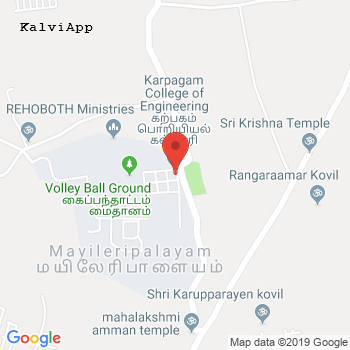 KalviApp
Karpagam
College of
Engineering
கற்பகம்
பொறியியல்
REHOBOTH Ministries
Sri Krishna Temple
Volley Ball Ground
கைப்பந்தாட்டம்
மைதானம்
Rangaraamar Kovil
Mayileripalayam
மயிலேரிபாளையம்
Shri Karupparayen kovil
mahalakshmi
amman temple
Google
Map data ©2019 Google